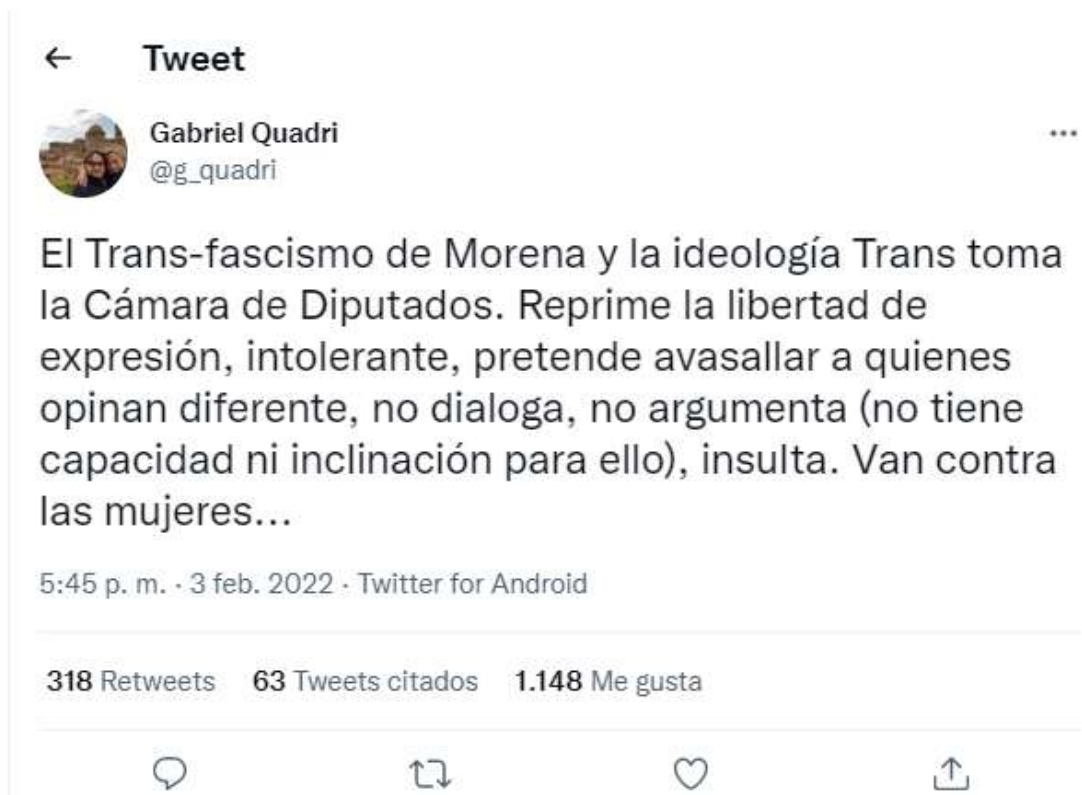 Tweet
Gabriel Quadri
@g_quadri
El Trans-fascismo de Morena y la ideología Trans toma
la Cámara de Diputados. Reprime la libertad de
expresión, intolerante, pretende avasallar a quienes
opinan diferente, no dialoga, no argumenta (no tiene
capacidad ni inclinación para ello), insulta. Van contra
las mujeres...
5:45 p. m. · 3 feb. 2022 · Twitter for Android
318 Retweets 63 Tweets citados 1.148 Me gusta